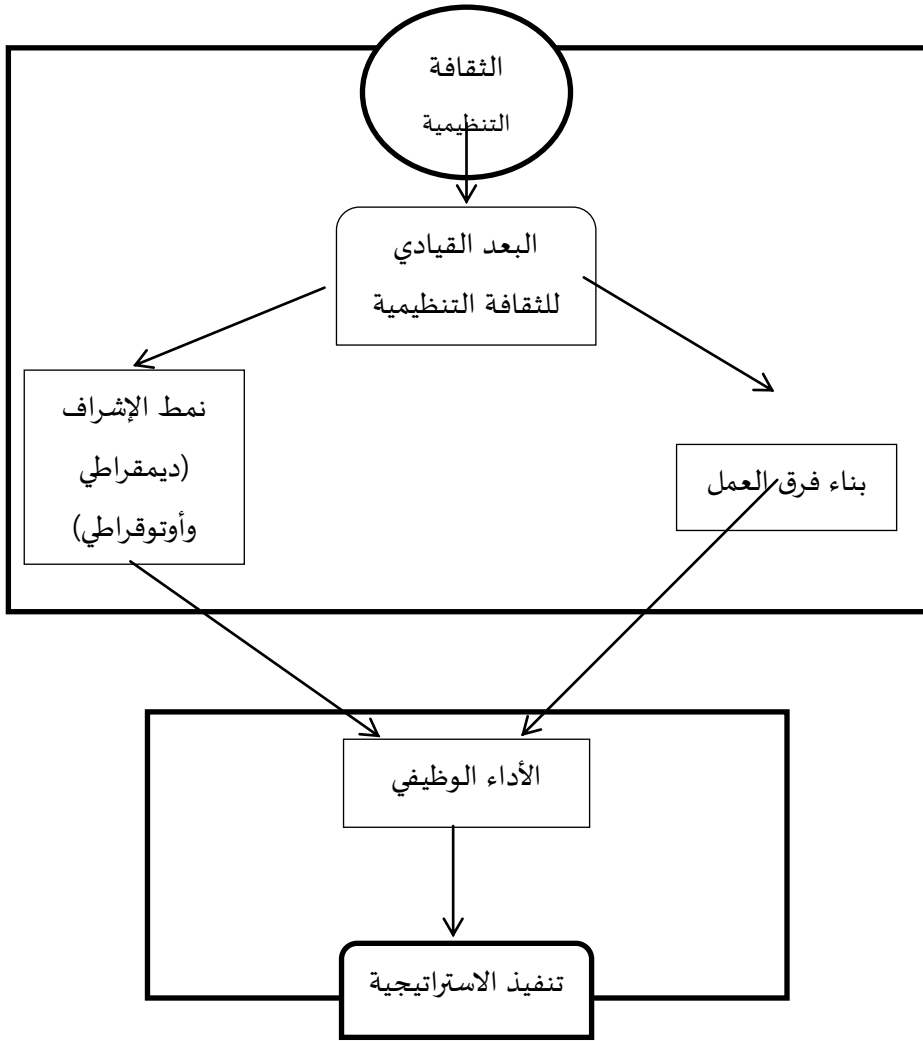 الثقافة
التنظيمية
البعد القيادي
للثقافة التنظيمية
نمط الإشراف
(ديمقراطي
وأوتوقراطي)
بناء فرق العمل
الأداء الوظيفي
تنفيذ الاستراتيجية